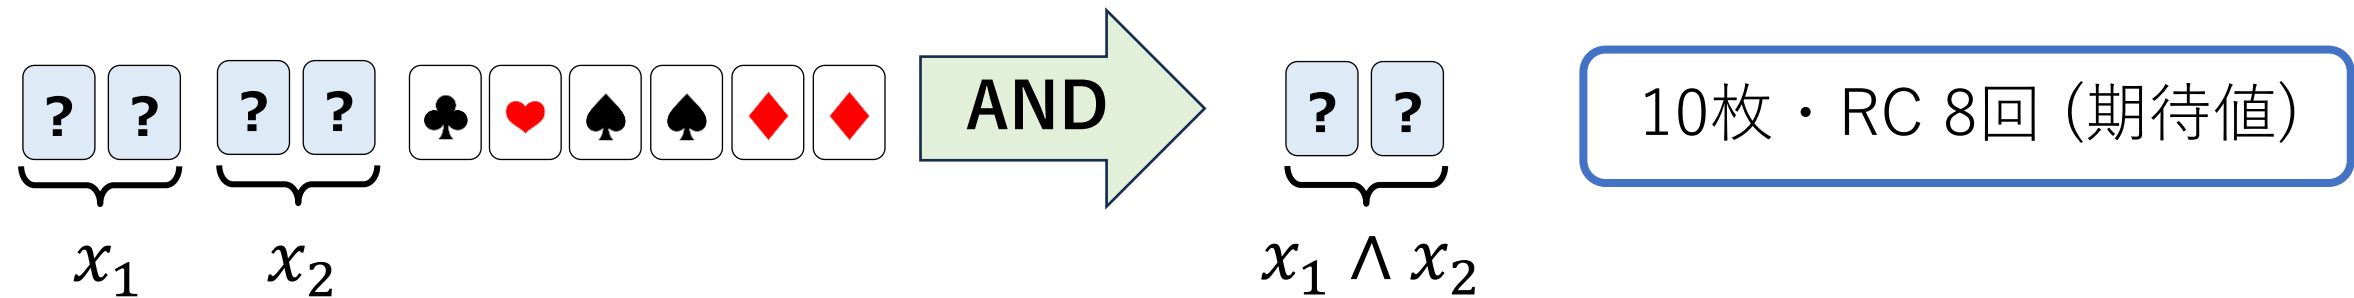 ? ? ? ? ♣ ♥ ♠ ♠ ♦ ♦ AND ? ? 10枚・RC 8回 (期待値)
x₁ x₂ x₁ ∧ x₂